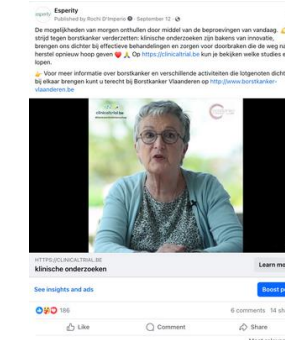 esperity
Esperity
Published by Rochi D'Imperio · September 12 ·
De mogelijkheden van morgen onthullen door middel van de beproevingen van vandaag.
strijd tegen borstkanker verderzetten: klinische onderzoeken zijn bakens van innovatie,
brengen ons dichter bij effectieve behandelingen en zorgen voor doorbraken die de weg na
herstel opnieuw hoop geven ❤️ 🙏 Op https://clinicaltrial.be kun je bekijken welke studies e
lopen.
👉 Voor meer informatie over borstkanker en verschillende activiteiten die lotgenoten dicht
bij elkaar brengen kunt u terecht bij Borstkanker Vlaanderen op http://www.borstkanker-
vlaanderen.be
HTTPS://CLINICALTRIAL.BE
klinische onderzoeken
Learn mo
See insights and ads
Boost po
186
6 comments 14 sh
Like
Comment
Share